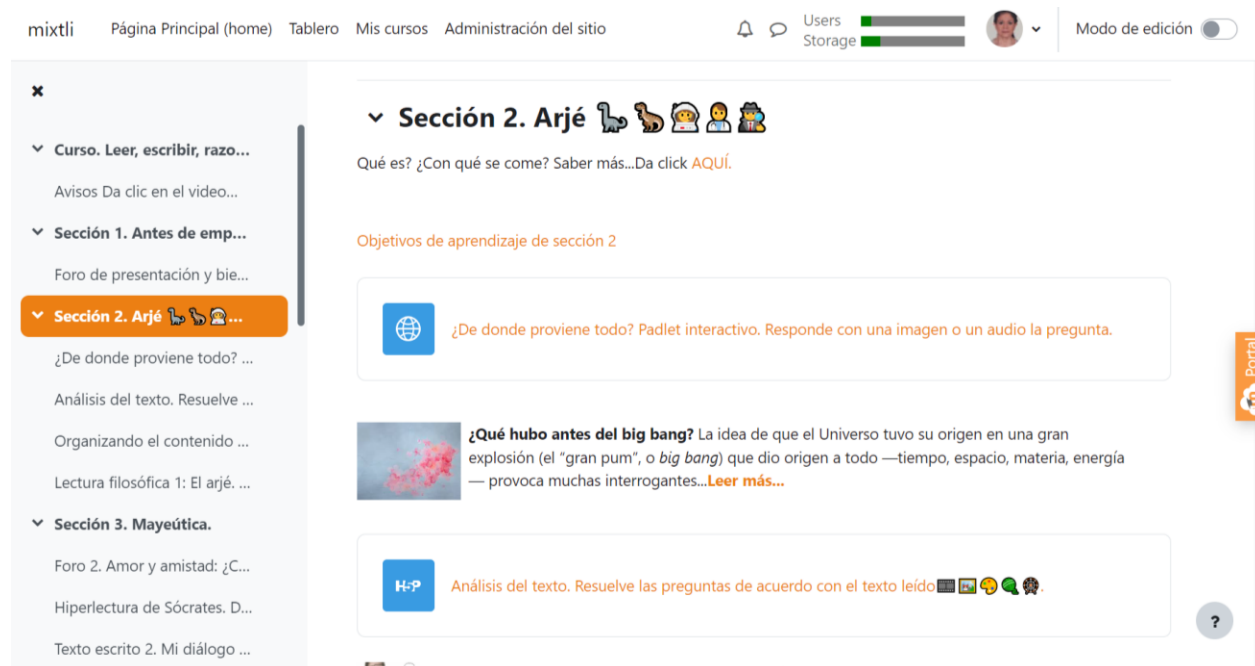 mixtli Página Principal (home) Tablero Mis cursos Administración del sitio Users Storage Modo de edición
Curso. Leer, escribir, razo...
Avisos Da clic en el video...
Sección 1. Antes de emp...
Foro de presentación y bie...
Sección 2. Arjé 🦕🦖👩‍🚀...
¿De donde proviene todo? ...
Análisis del texto. Resuelve ...
Organizando el contenido ...
Lectura filosófica 1: El arjé. ...
Sección 3. Mayeútica.
Foro 2. Amor y amistad: ¿C...
Hiperlectura de Sócrates. D...
Texto escrito 2. Mi diálogo ...
Sección 2. Arjé 🦕🦖👩‍🚀👨‍⚕️🕵️
Qué es? ¿Con qué se come? Saber más...Da click AQUÍ.
Objetivos de aprendizaje de sección 2
¿De donde proviene todo? Padlet interactivo. Responde con una imagen o un audio la pregunta.
¿Qué hubo antes del big bang? La idea de que el Universo tuvo su origen en una gran
explosión (el "gran pum", o big bang) que dio origen a todo —tiempo, espacio, materia, energía
— provoca muchas interrogantes...Leer más...
H5P
Análisis del texto. Resuelve las preguntas de acuerdo con el texto leído🎹🖼️🎨🎾🎡.
Portal
?